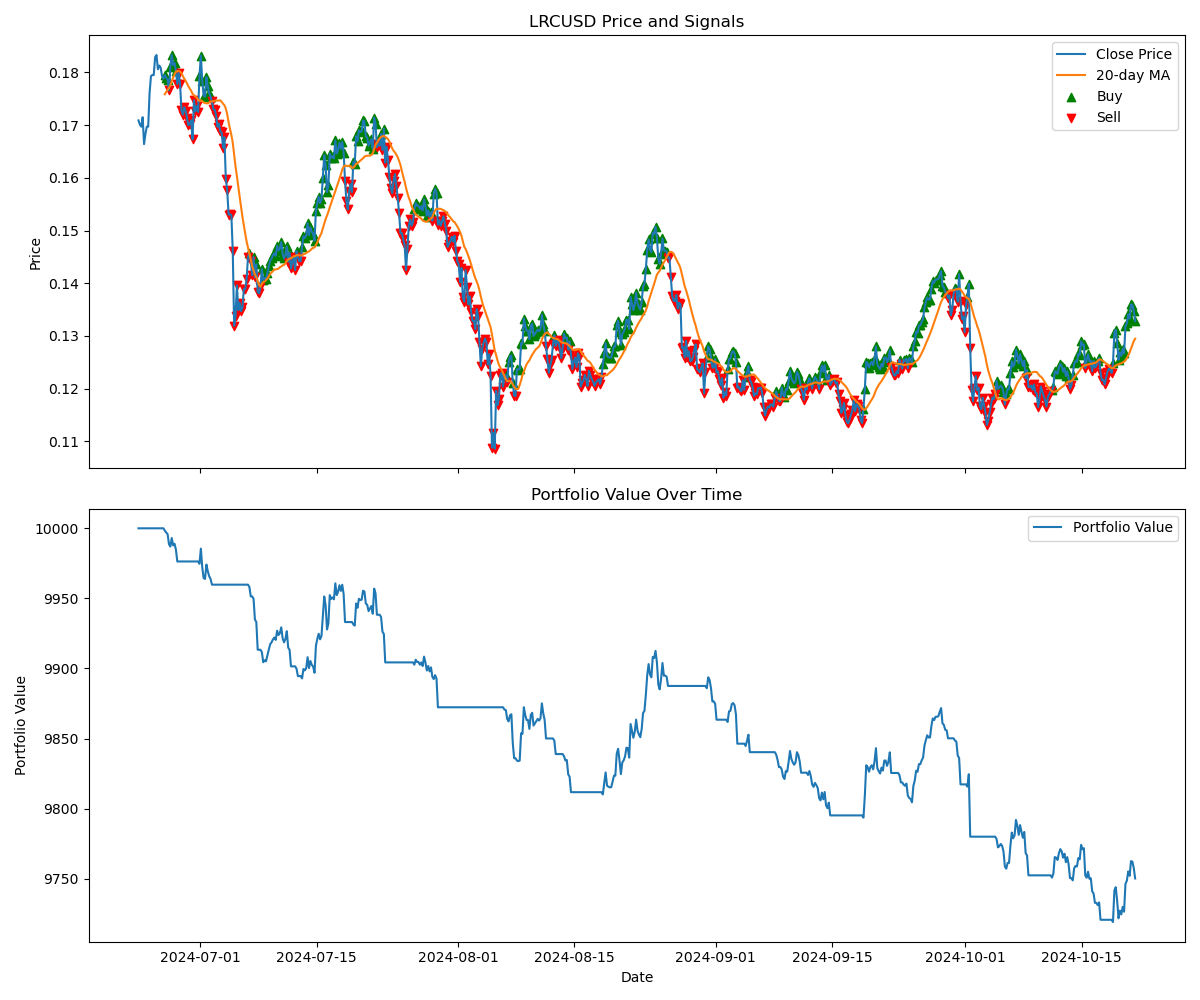 LRCUSD Price and Signals
Price
0.18
0.17
0.16
0.15
0.14
0.13
0.12
0.11
Close Price
20-day MA
Buy
Sell
Portfolio Value Over Time
Portfolio Value
10000
9950
9900
9850
9800
9750
Portfolio Value
2024-07-01 2024-07-15 2024-08-01 2024-08-15 2024-09-01 2024-09-15 2024-10-01 2024-10-15
Date